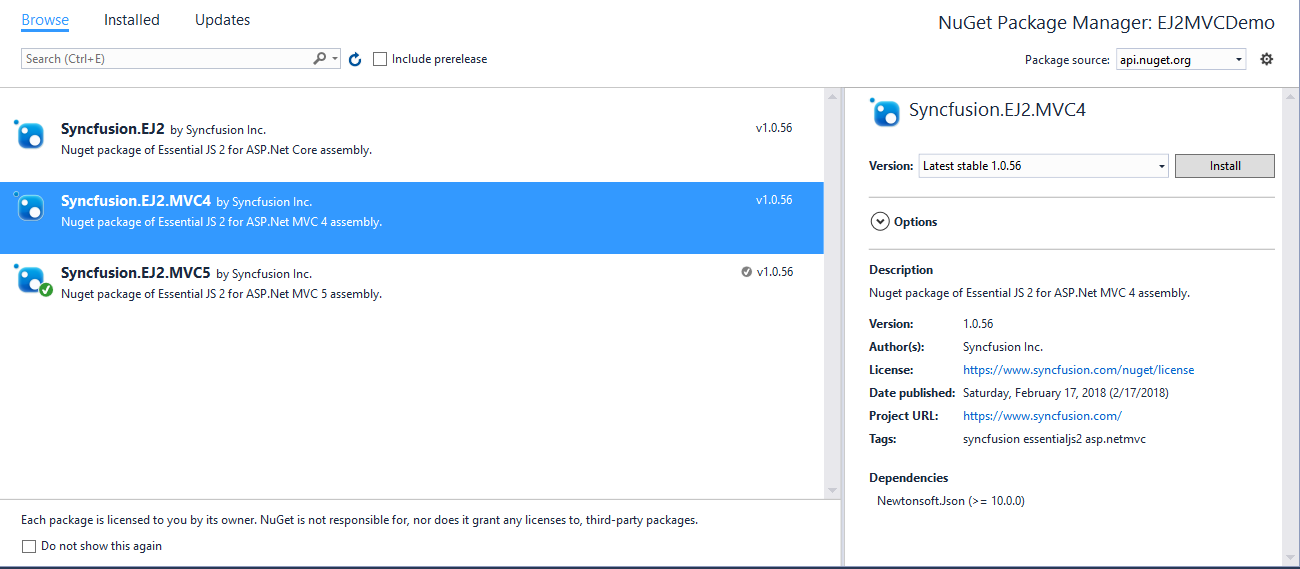 Browse Installed Updates
NuGet Package Manager: EJ2MVCDemo
Search (Ctrl+E)
Include prerelease
Package source: api.nuget.org
Syncfusion.EJ2 by Syncfusion Inc. v1.0.56
Nuget package of Essential JS 2 for ASP.Net Core assembly.
Syncfusion.EJ2.MVC4 by Syncfusion Inc. v1.0.56
Nuget package of Essential JS 2 for ASP.Net MVC 4 assembly.
Syncfusion.EJ2.MVC5 by Syncfusion Inc. v1.0.56
Nuget package of Essential JS 2 for ASP.Net MVC 5 assembly.
Each package is licensed to you by its owner. NuGet is not responsible for, nor does it grant any licenses to, third-party packages.
Do not show this again
Syncfusion.EJ2.MVC4
Version: Latest stable 1.0.56 Install
Options
Description
Nuget package of Essential JS 2 for ASP.Net MVC 4 assembly.
Version: 1.0.56
Author(s): Syncfusion Inc.
License: https://www.syncfusion.com/nuget/license
Date published: Saturday, February 17, 2018 (2/17/2018)
Project URL: https://www.syncfusion.com/
Tags: syncfusion essentialjs2 asp.netmvc
Dependencies
Newtonsoft.Json (>= 10.0.0)